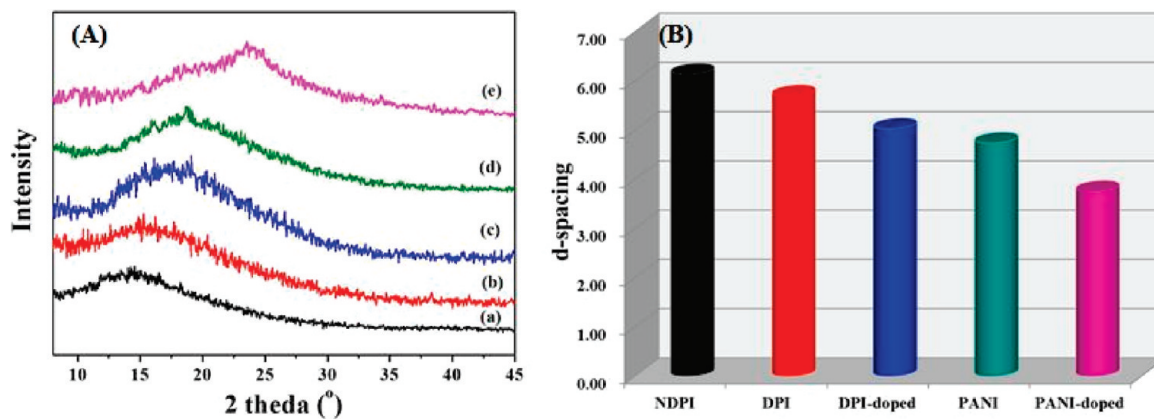 (A)
(e)
(d)
(c)
(b)
(a)
Intensity
10 15 20 25 30 35 40 45
2 theda (°)
(B)
7.00
6.00
5.00
4.00
3.00
2.00
1.00
0.00
d-spacing
NDPI DPI DPI-doped PANI PANI-doped